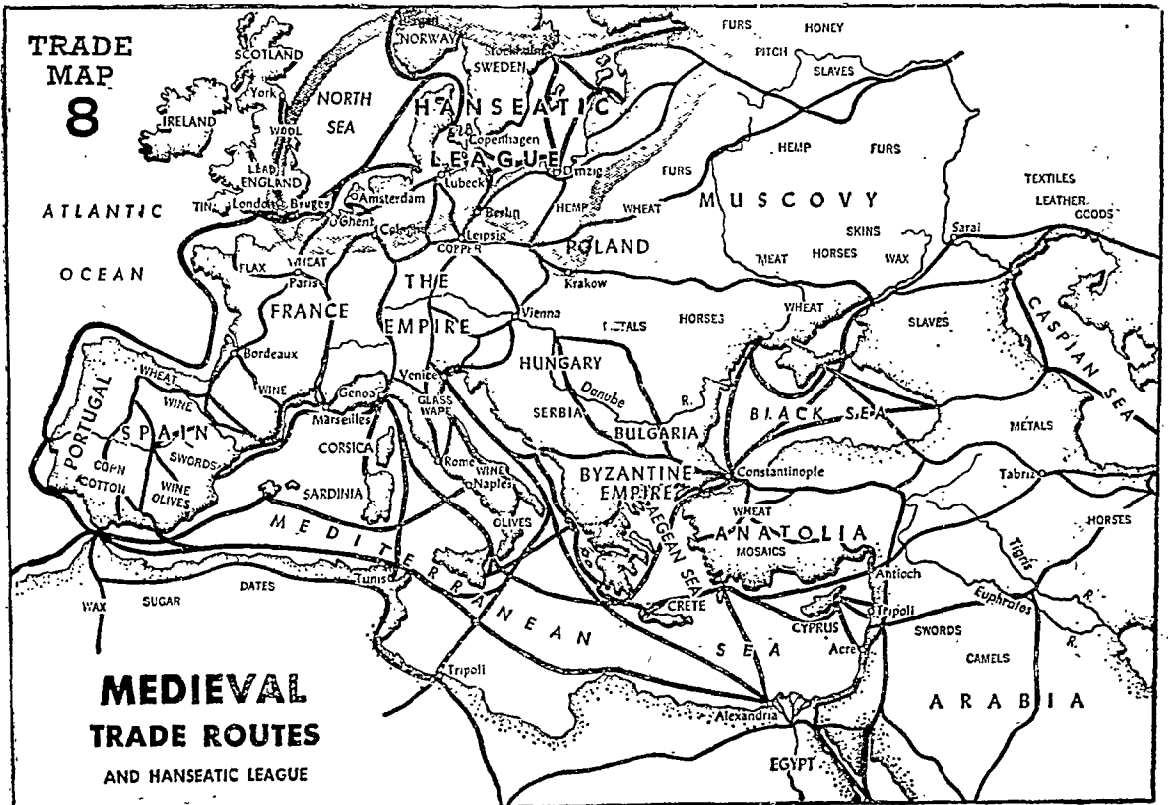 TRADE
MAP
8
SCOTLAND
York
IRELAND
WOOL
LEAD
ENGLAND
TIN
London
NORTH
SEA
NORWAY
Stockholm
SWEDEN
HANSEATIC
LEAGUE
Copenhagen
Lubeck
Danzig
Bruges
Amsterdam
Ghent
Berlin
Leipsig
COPPER
HEMP
WHEAT
POLAND
Krakow
FURS
HONEY
PITCH
SLAVES
HEMP
FURS
FURS
MUSCOVY
SKINS
MEAT
HORSES
WAX
Sarai
TEXTILES
LEATHER
GOODS
ATLANTIC
OCEAN
FLAX
WHEAT
Paris
FRANCE
THE
EMPIRE
Vienna
HORSES
WHEAT
SLAVES
CASPIAN SEA
Bordeaux
WHEAT
WINE
WINE
PORTUGAL
SPAIN
SWORDS
CORN
COTTON
WINE
OLIVES
Genoa
Marseilles
Venice
GLASS
WARE
HUNGARY
Danube
R.
SERBIA
BULGARIA
BLACK SEA
METALS
CORSICA
SARDINIA
Rome
WINE
Naples
OLIVES
BYZANTINE
EMPIRE
Constantinople
WHEAT
ANATOLIA
MOSAICS
AEGEAN SEA
Tabriz
HORSES
MEDITERRANEAN SEA
Tunis
DATES
SUGAR
WAX
Tripoli
CRETE
CYPRUS
Antioch
Tripoli
Acre
Tigris
R.
Euphrates
R.
SWORDS
CAMELS
ARABIA
Alexandria
EGYPT
MEDIEVAL
TRADE ROUTES
AND HANSEATIC LEAGUE